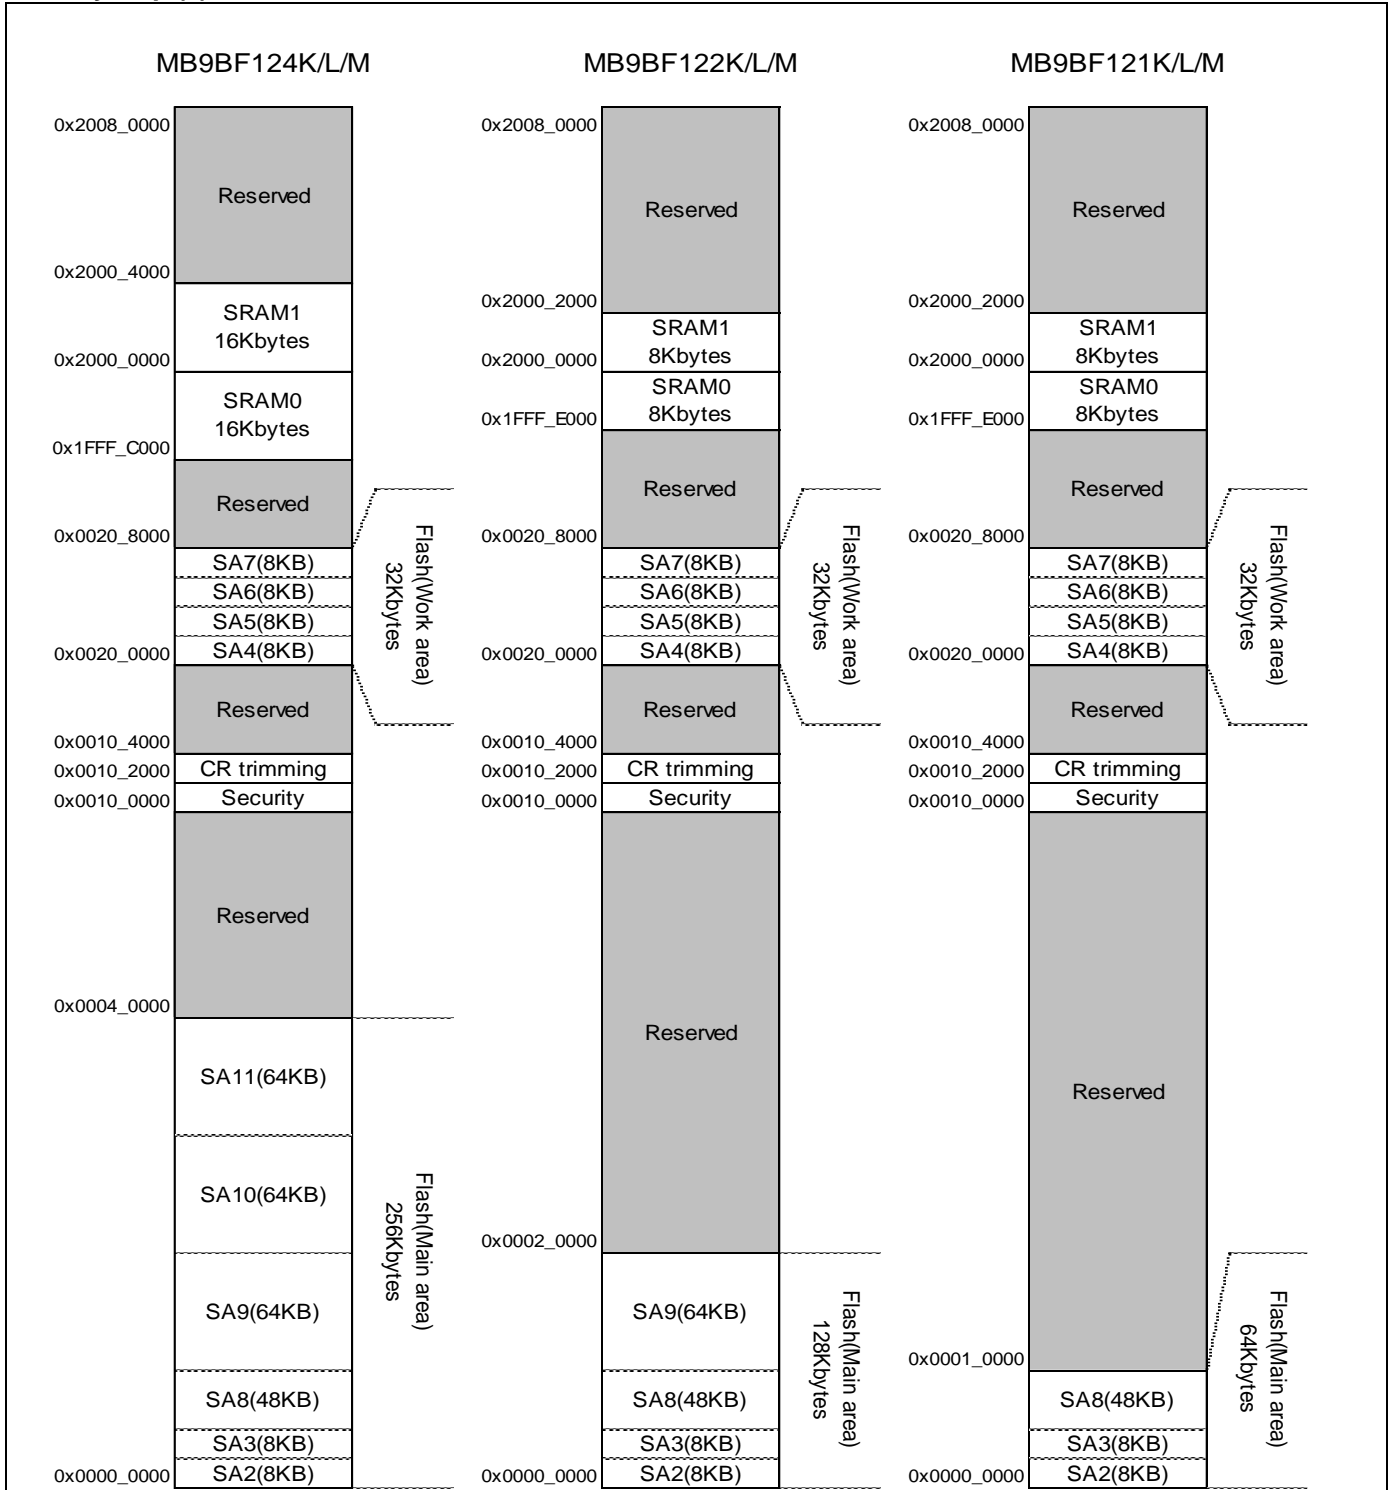 MB9BF124K/L/M
0x2008_0000
Reserved
0x2000_4000
SRAM1
16Kbytes
0x2000_0000
SRAM0
16Kbytes
0x1FFF_C000
Reserved
0x0020_8000
SA7(8KB)
SA6(8KB)
SA5(8KB)
SA4(8KB)
0x0020_0000
Flash(Work area)
32Kbytes
Reserved
0x0010_4000
CR trimming
0x0010_2000
Security
0x0010_0000
Reserved
0x0004_0000
SA11(64KB)
SA10(64KB)
SA9(64KB)
SA8(48KB)
SA3(8KB)
SA2(8KB)
0x0000_0000
Flash(Main area)
256Kbytes
MB9BF122K/L/M
0x2008_0000
Reserved
0x2000_2000
SRAM1
8Kbytes
0x2000_0000
SRAM0
8Kbytes
0x1FFF_E000
Reserved
0x0020_8000
SA7(8KB)
SA6(8KB)
SA5(8KB)
SA4(8KB)
0x0020_0000
Flash(Work area)
32Kbytes
Reserved
0x0010_4000
CR trimming
0x0010_2000
Security
0x0010_0000
Reserved
0x0002_0000
SA9(64KB)
SA8(48KB)
SA3(8KB)
SA2(8KB)
0x0000_0000
Flash(Main area)
128Kbytes
MB9BF121K/L/M
0x2008_0000
Reserved
0x2000_2000
SRAM1
8Kbytes
0x2000_0000
SRAM0
8Kbytes
0x1FFF_E000
Reserved
0x0020_8000
SA7(8KB)
SA6(8KB)
SA5(8KB)
SA4(8KB)
0x0020_0000
Flash(Work area)
32Kbytes
Reserved
0x0010_4000
CR trimming
0x0010_2000
Security
0x0010_0000
Reserved
0x0001_0000
SA8(48KB)
SA3(8KB)
SA2(8KB)
0x0000_0000
Flash(Main area)
64Kbytes